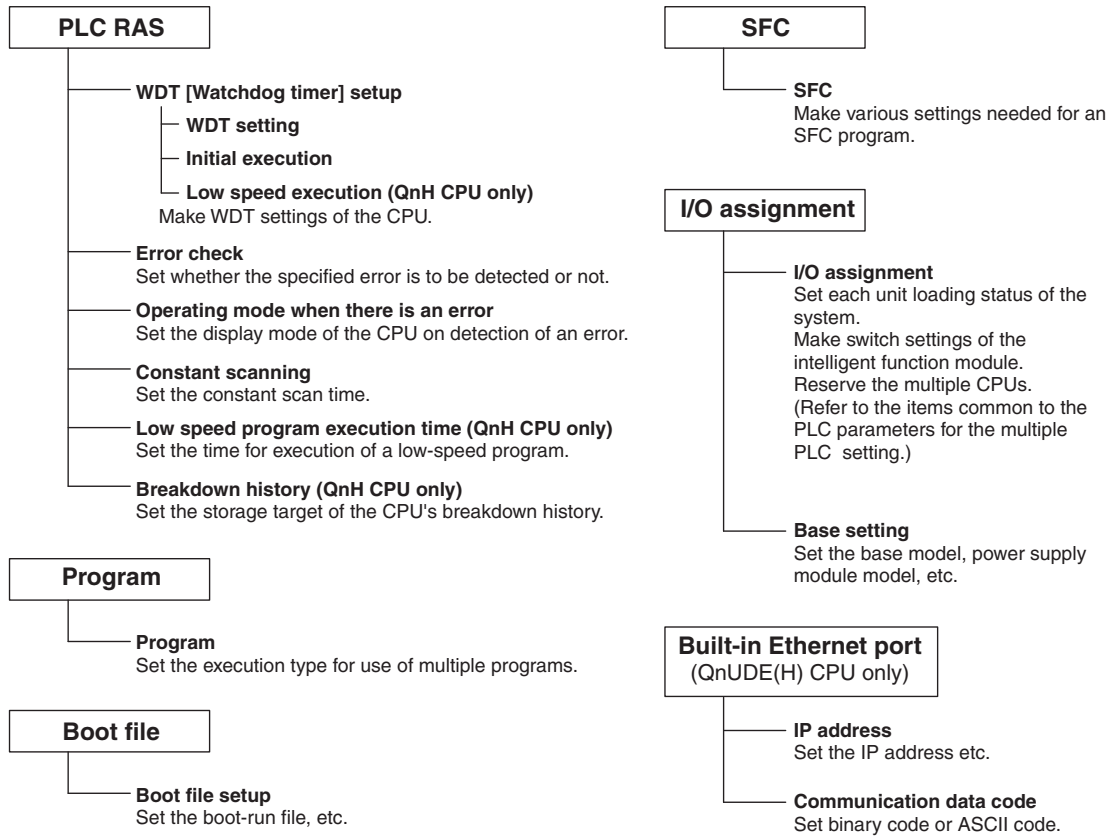 PLC RAS
WDT [Watchdog timer] setup
WDT setting
Initial execution
Low speed execution (QnH CPU only)
Make WDT settings of the CPU.
Error check
Set whether the specified error is to be detected or not.
Operating mode when there is an error
Set the display mode of the CPU on detection of an error.
Constant scanning
Set the constant scan time.
Low speed program execution time (QnH CPU only)
Set the time for execution of a low-speed program.
Breakdown history (QnH CPU only)
Set the storage target of the CPU's breakdown history.
Program
Program
Set the execution type for use of multiple programs.
Boot file
Boot file setup
Set the boot-run file, etc.
SFC
SFC
Make various settings needed for an
SFC program.
I/O assignment
I/O assignment
Set each unit loading status of the
system.
Make switch settings of the
intelligent function module.
Reserve the multiple CPUs.
(Refer to the items common to the
PLC parameters for the multiple
PLC setting.)
Base setting
Set the base model, power supply
module model, etc.
Built-in Ethernet port
(QnUDE(H) CPU only)
IP address
Set the IP address etc.
Communication data code
Set binary code or ASCII code.